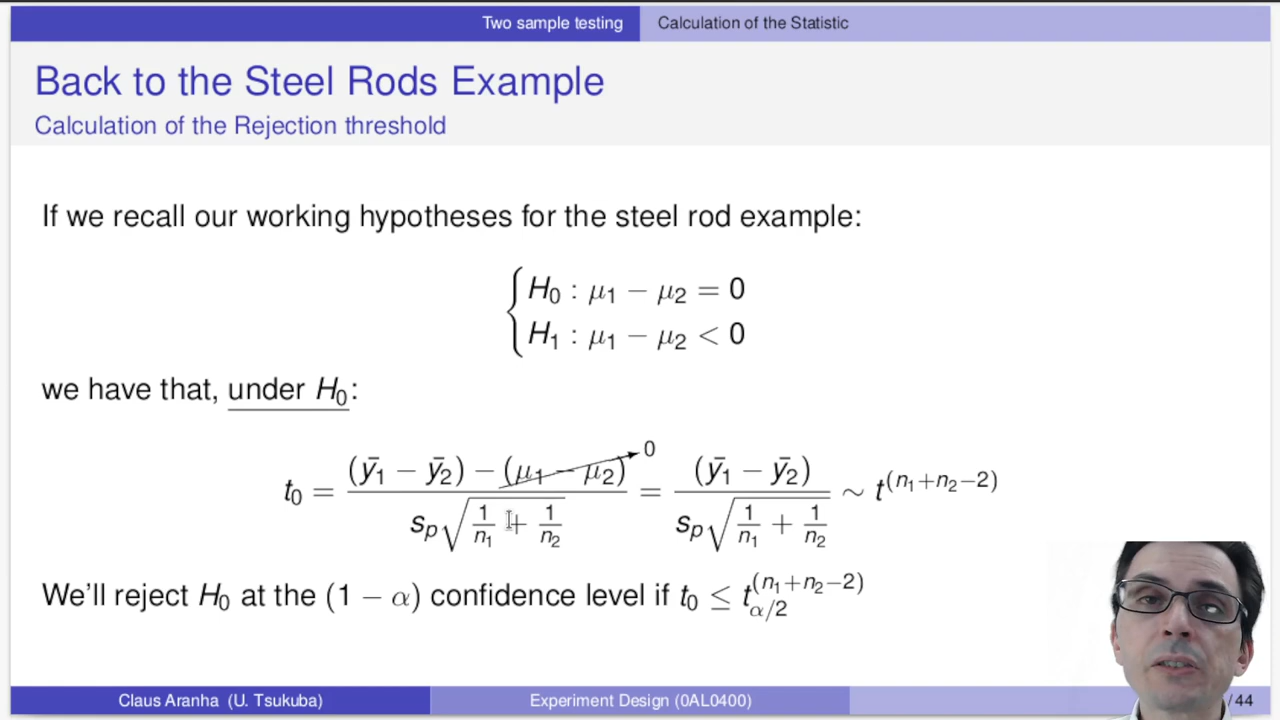 Two sample testing Calculation of the Statistic
Back to the Steel Rods Example
Calculation of the Rejection threshold
If we recall our working hypotheses for the steel rod example:
H₀ : μ₁ − μ₂ = 0
H₁ : μ₁ − μ₂ < 0
we have that, under H₀:
t₀ = ((ȳ₁ − ȳ₂) − (μ₁ − μ₂)⁰) / (sₚ√(1/n₁ + 1/n₂)) = (ȳ₁ − ȳ₂) / (sₚ√(1/n₁ + 1/n₂)) ∼ t^(n₁+n₂−2)
We'll reject H₀ at the (1 − α) confidence level if t₀ ≤ t_{α/2}^(n₁+n₂−2)
Claus Aranha (U. Tsukuba) Experiment Design (0AL0400) /44